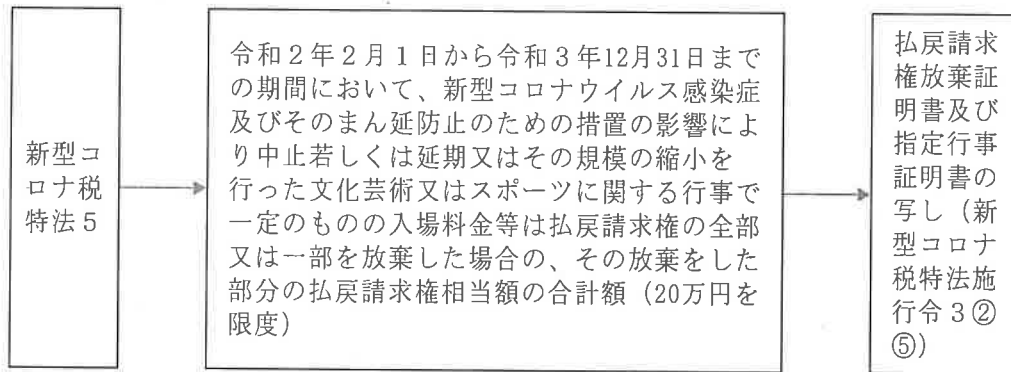 新型コ
ロナ税
特法5
令和2年2月1日から令和3年12月31日まで
の期間において、新型コロナウイルス感染症
及びそのまん延防止のための措置の影響によ
り中止若しくは延期又はその規模の縮小を
行った文化芸術又はスポーツに関する行事で
一定のものの入場料金等は払戻請求権の全部
又は一部を放棄した場合の、その放棄をした
部分の払戻請求権相当額の合計額（20万円を
限度）
払戻請求
権放棄証
明書及び
指定行事
証明書の
写し（新
型コロナ
税特法施
行令3②
⑤）